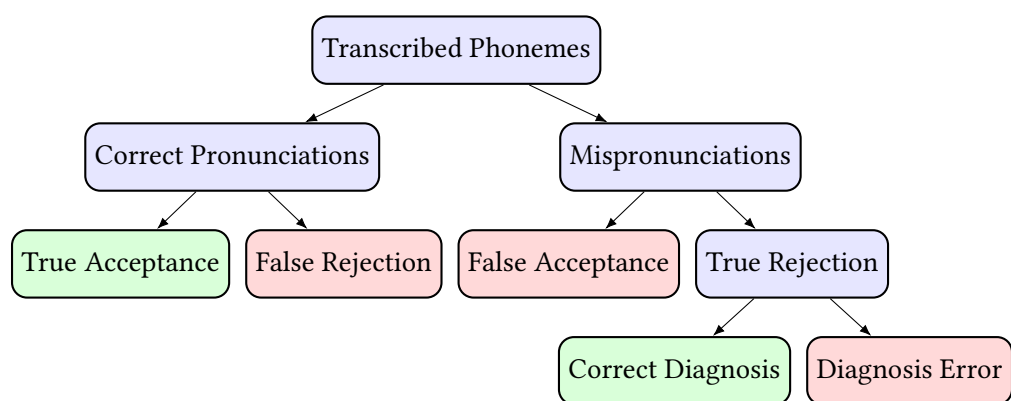 Transcribed Phonemes
Correct Pronunciations
Mispronunciations
True Acceptance
False Rejection
False Acceptance
True Rejection
Correct Diagnosis
Diagnosis Error